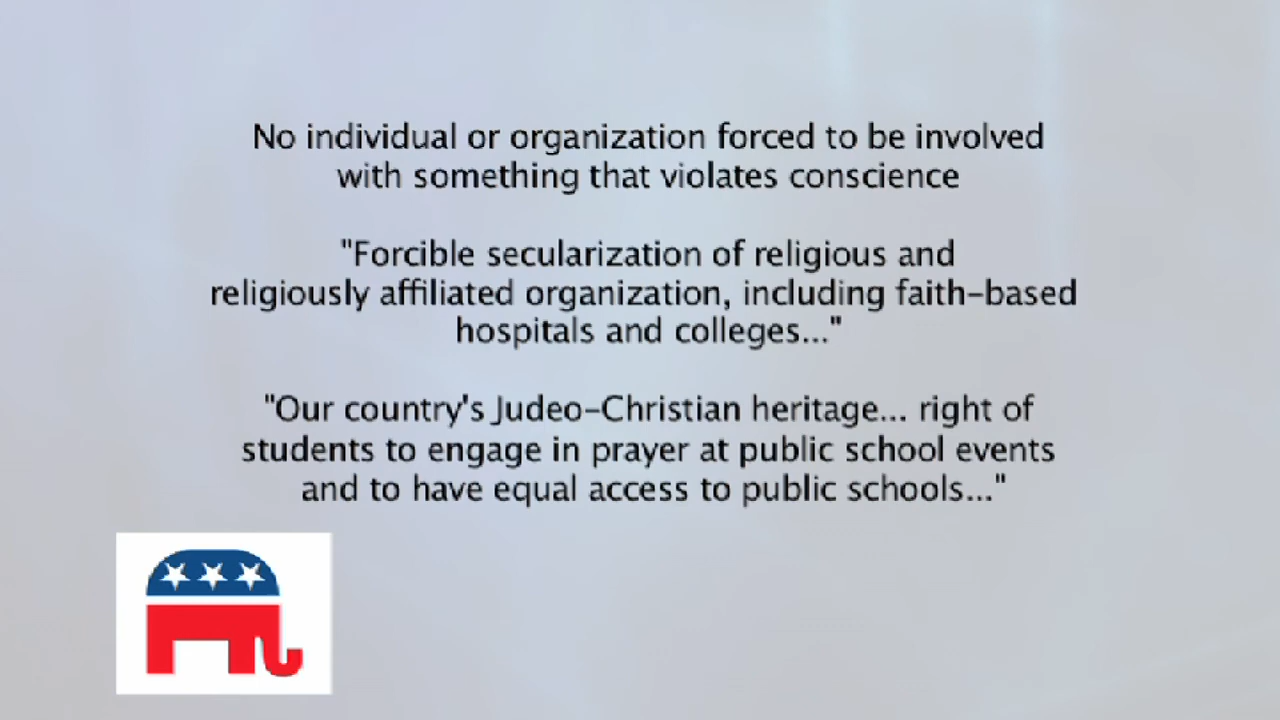 No individual or organization forced to be involved
with something that violates conscience
"Forcible secularization of religious and
religiously affiliated organization, including faith-based
hospitals and colleges..."
"Our country's Judeo-Christian heritage... right of
students to engage in prayer at public school events
and to have equal access to public schools..."